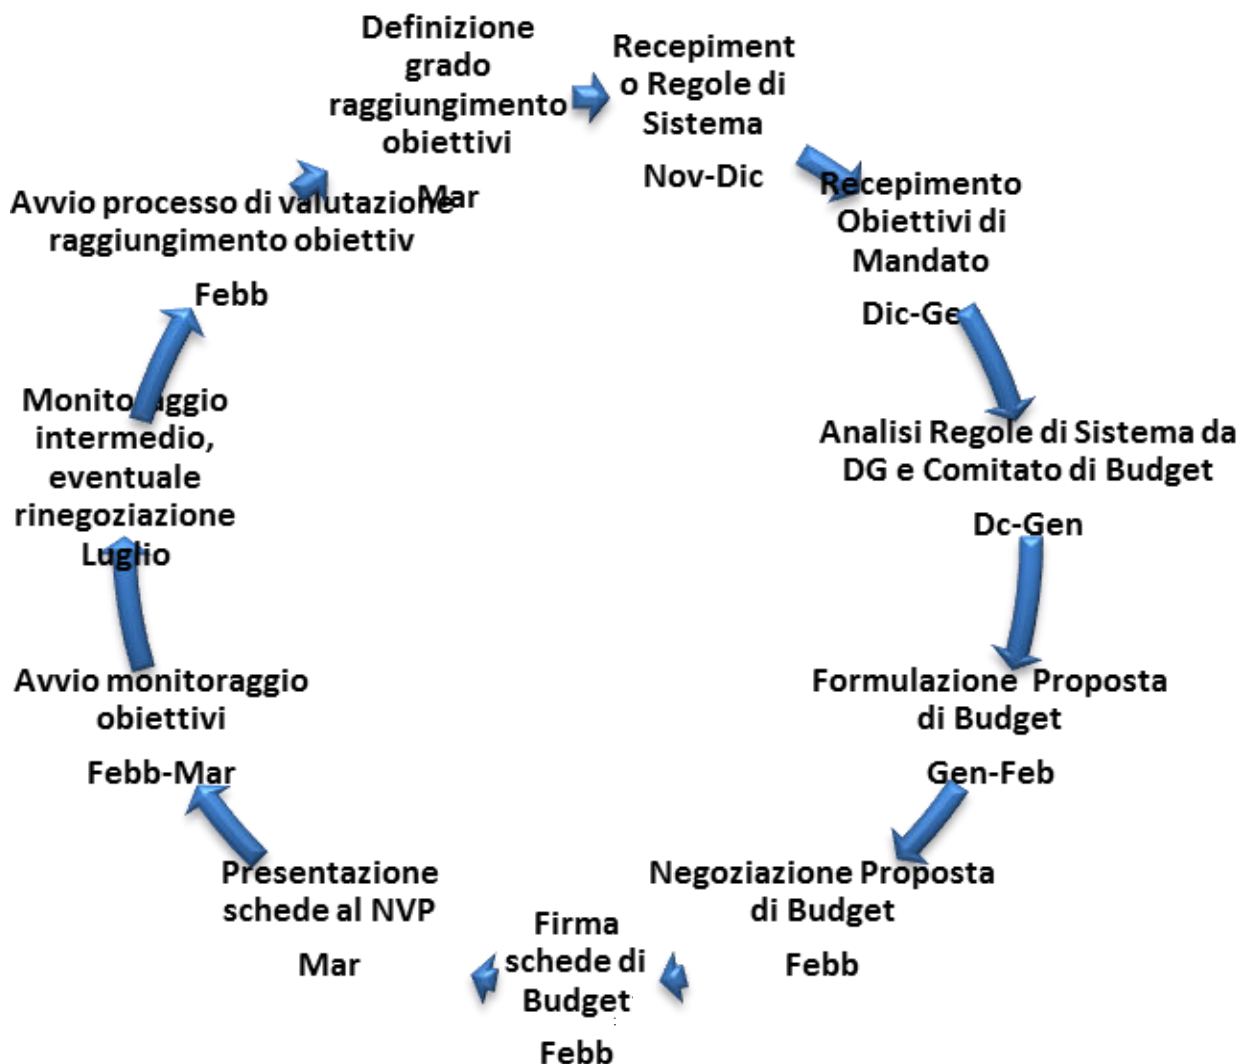 Definizione
grado
raggiungimento
obiettivi
Mar
Recepiment
o Regole di
Sistema
Nov-Dic
Recepimento
Obiettivi di
Mandato
Dic-Ge
Analisi Regole di Sistema da
DG e Comitato di Budget
Dc-Gen
Formulazione Proposta
di Budget
Gen-Feb
Negoziazione Proposta
di Budget
Febb
Firma
schede di
Budget
Febb
Presentazione
schede al NVP
Mar
Avvio monitoraggio
obiettivi
Febb-Mar
Monitoraggio
intermedio,
eventuale
rinegoziazione
Luglio
Avvio processo di valutazione
raggiungimento obiettiv
Febb